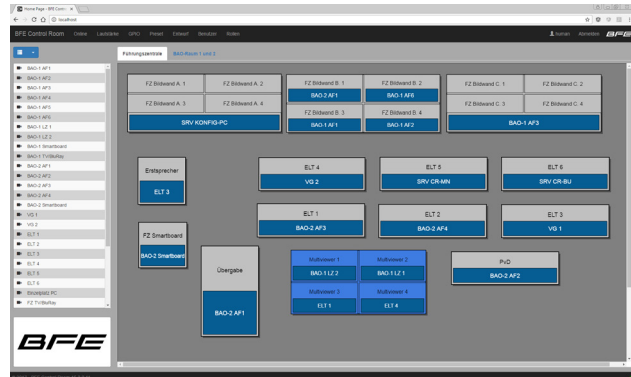 Home Page - BFE Contro
localhost
BFE Control Room Online Lautstärke GPIO Preset Entwurf Benutzer Rollen human Abmelden BFE
Führungszentrale BAO-Raum 1 und 2
BAO-1 AF1
BAO-1 AF2
BAO-1 AF3
BAO-1 AF4
BAO-1 AF5
BAO-1 AF6
BAO-1 LZ 1
BAO-1 LZ 2
BAO-1 Smartboard
BAO-1 TV/BluRay
BAO-2 AF1
BAO-2 AF2
BAO-2 AF3
BAO-2 AF4
BAO-2 Smartboard
VG 1
VG 2
ELT 1
ELT 2
ELT 3
ELT 4
ELT 5
ELT 6
Einzelplatz PC
FZ TV/BluRay
BFE
FZ Bildwand A. 1 FZ Bildwand A. 2
FZ Bildwand A. 3 FZ Bildwand A. 4
SRV KONFIG-PC
FZ Bildwand B. 1 FZ Bildwand B. 2
BAO-2 AF1 BAO-1 AF6
FZ Bildwand B. 3 FZ Bildwand B. 4
BAO-1 AF1 BAO-1 AF2
FZ Bildwand C. 1 FZ Bildwand C. 2
FZ Bildwand C. 3 FZ Bildwand C. 4
BAO-1 AF3
Erstsprecher
ELT 3
ELT 4
VG 2
ELT 5
SRV CR-MN
ELT 6
SRV CR-BU
ELT 1
BAO-2 AF3
ELT 2
BAO-2 AF4
ELT 3
VG 1
FZ Smartboard
BAO-2 Smartboard
Übergabe
BAO-2 AF1
Multiviewer 1 Multiviewer 2
BAO-1 LZ 2 BAO-1 LZ 1
Multiviewer 3 Multiviewer 4
ELT 1 ELT 4
PvD
BAO-2 AF2